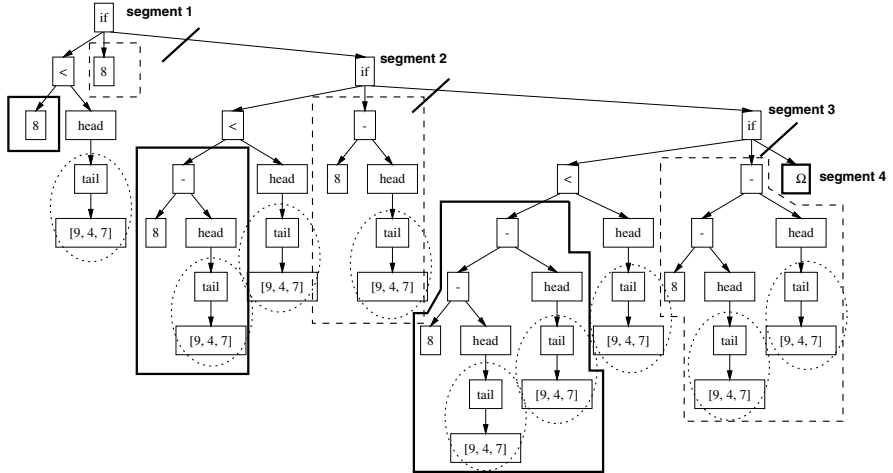 if segment 1
< 8 if segment 2
8 head < - if segment 3
tail - head 8 head < - Ω segment 4
[9, 4, 7] 8 head tail tail - head - head
tail [9, 4, 7] [9, 4, 7] - head tail 8 head tail
[9, 4, 7] 8 head tail [9, 4, 7] tail [9, 4, 7]
tail [9, 4, 7] [9, 4, 7]
[9, 4, 7]